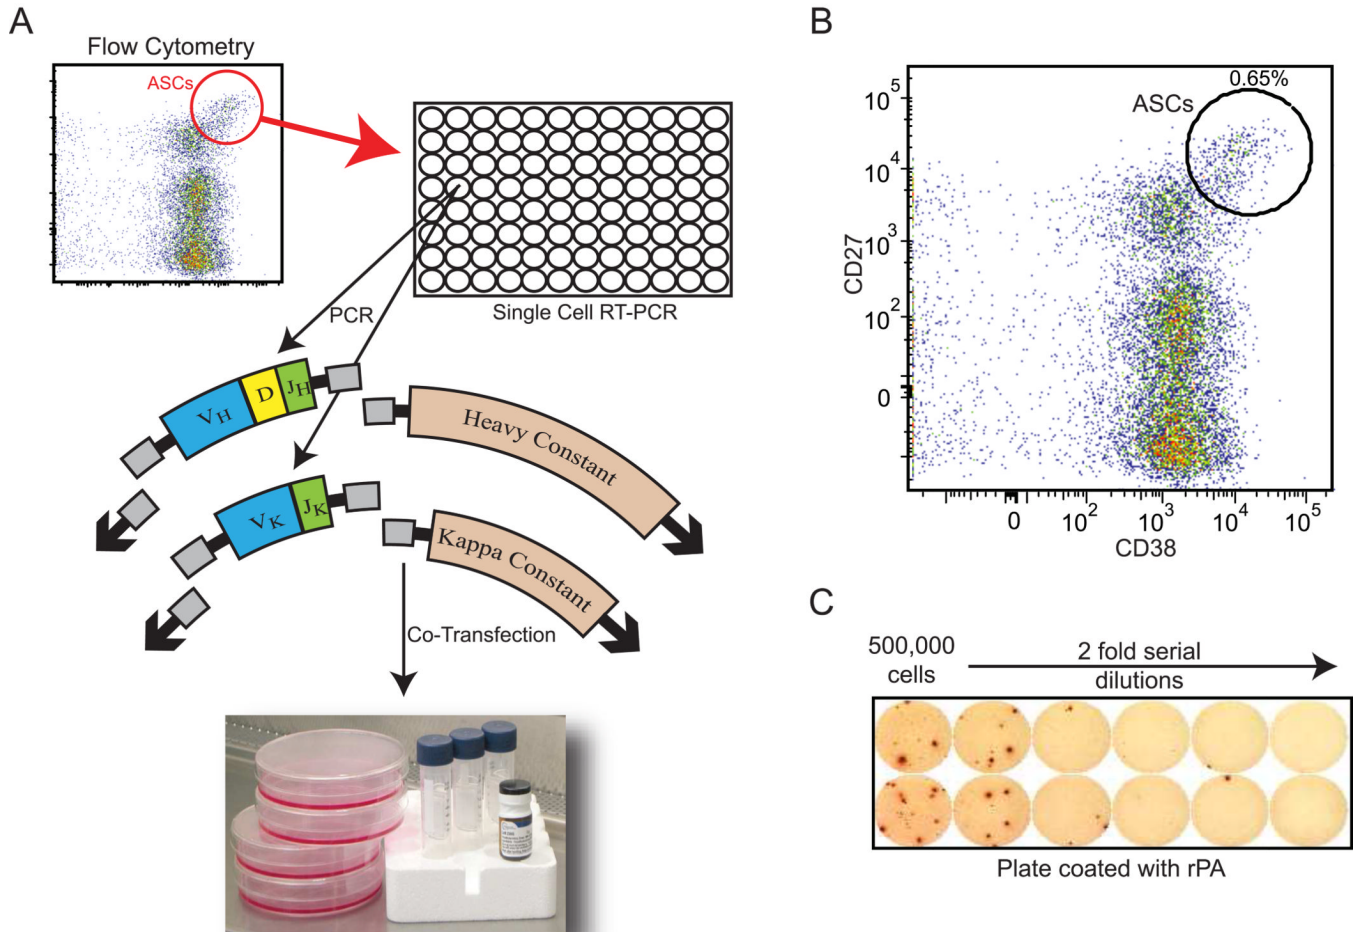 A
Flow Cytometry
ASCs
Single Cell RT-PCR
PCR
VH D JH
Heavy Constant
VK JK
Kappa Constant
Co-Transfection
B
0.65%
ASCs
10^5
10^4
10^3
10^2
0
CD27
0 10^2 10^3 10^4 10^5
CD38
C
500,000
cells
2 fold serial
dilutions
Plate coated with rPA